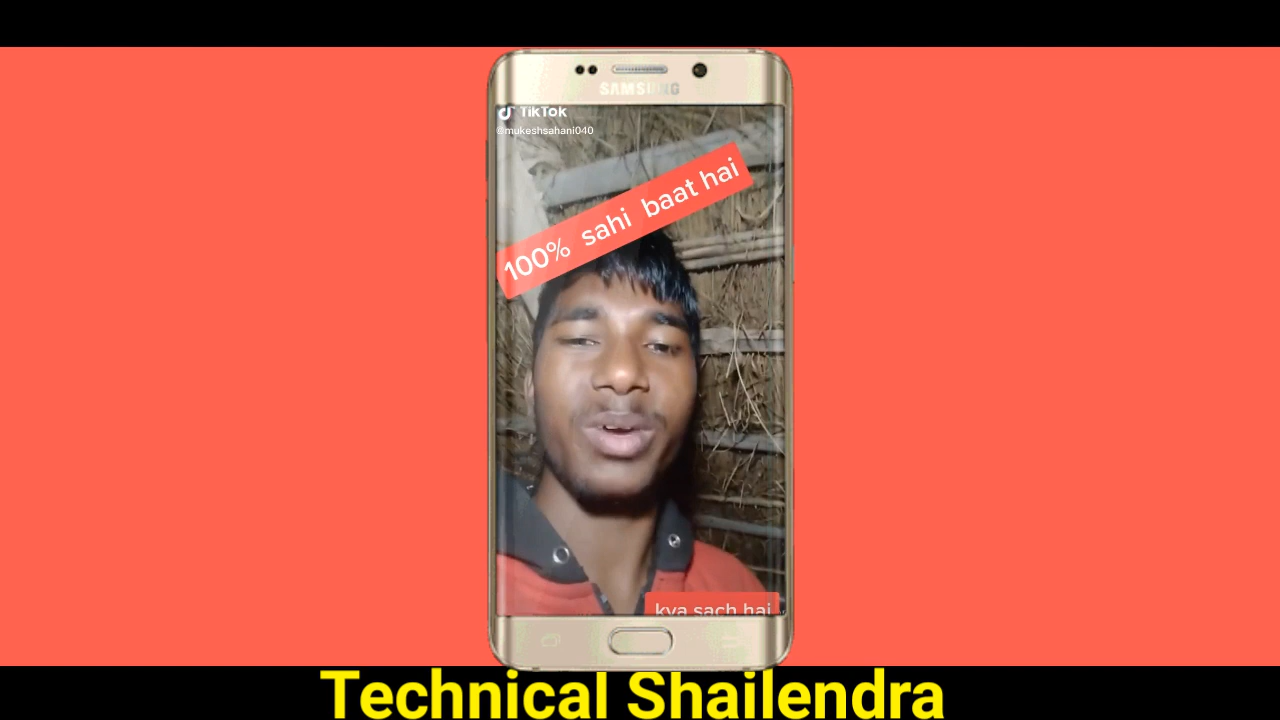 SAMSUNG
TikTok
@mukeshsahani040
100% sahi baat hai
kya sach hai
Technical Shailendra